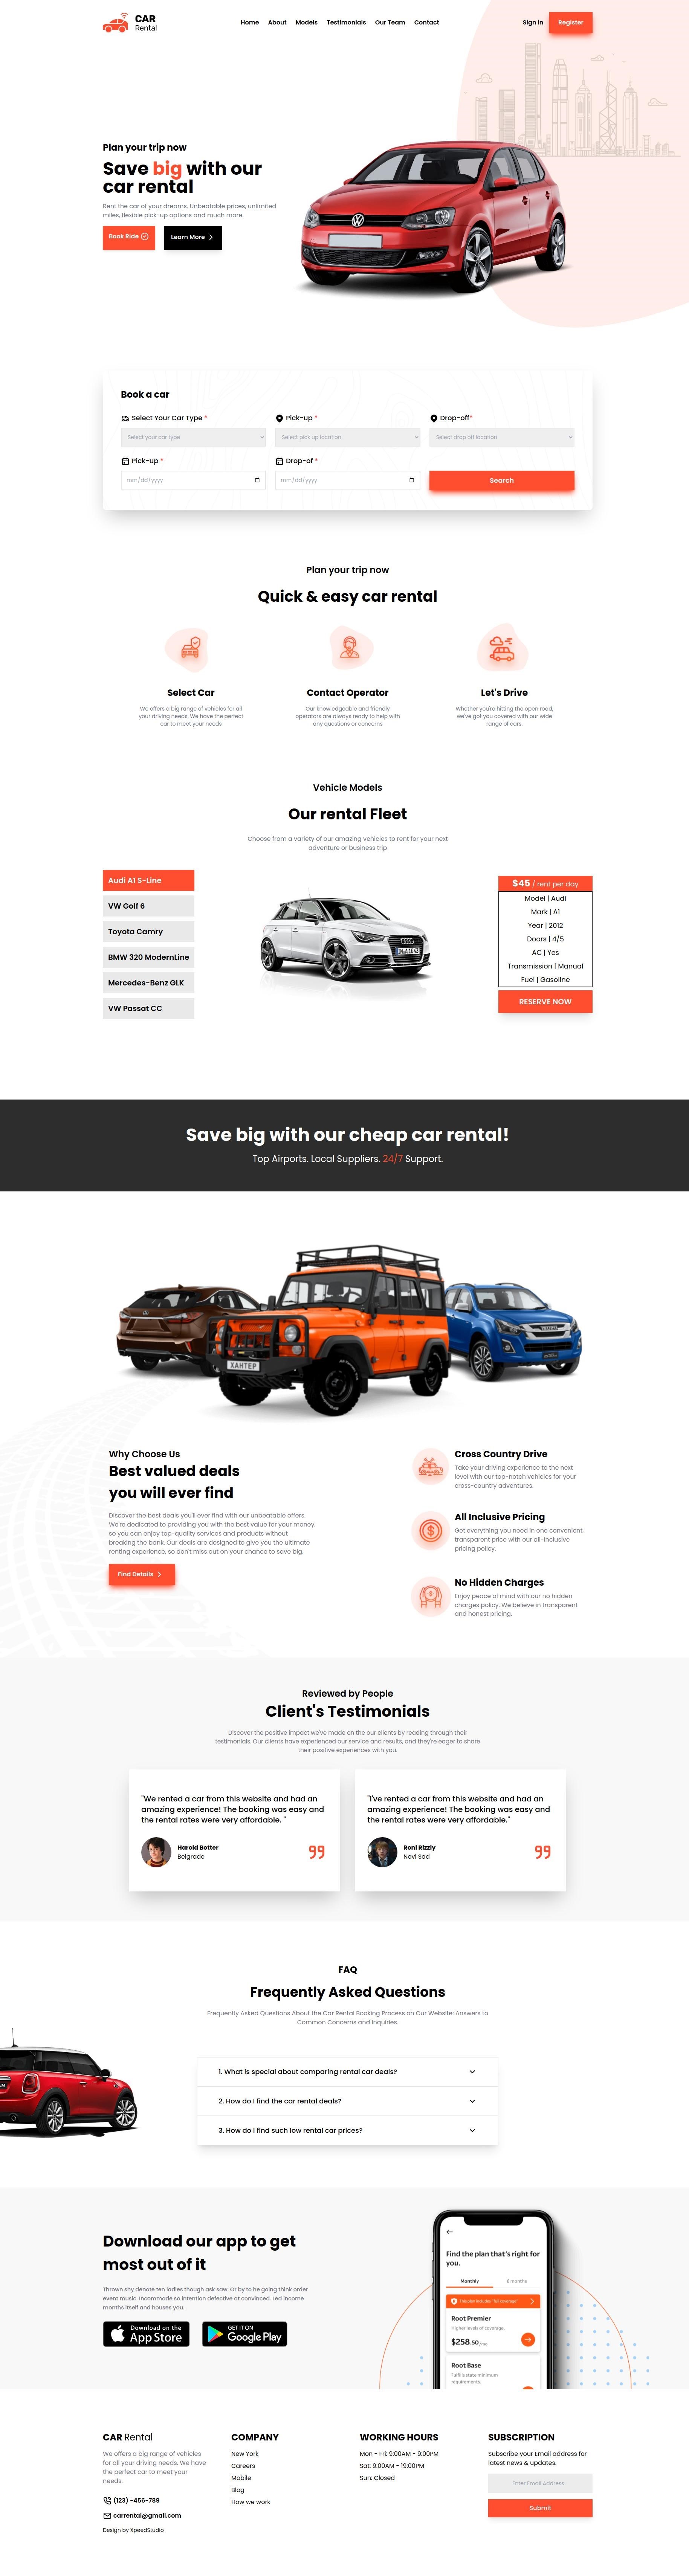 CAR
Rental
Home About Models Testimonials Our Team Contact
Sign in Register
Plan your trip now
Save big with our
car rental
Rent the car of your dreams. Unbeatable prices, unlimited
miles, flexible pick-up options and much more.
Book Ride Learn More
Book a car
Select Your Car Type * Pick-up * Drop-off*
Select your car type Select pick up location Select drop off location
Pick-up * Drop-of *
mm/dd/yyyy mm/dd/yyyy Search
Plan your trip now
Quick & easy car rental
Select Car
We offers a big range of vehicles for all
your driving needs. We have the perfect
car to meet your needs
Contact Operator
Our knowledgeable and friendly
operators are always ready to help with
any questions or concerns
Let's Drive
Whether you're hitting the open road,
we've got you covered with our wide
range of cars.
Vehicle Models
Our rental Fleet
Choose from a variety of our amazing vehicles to rent for your next
adventure or business trip
Audi A1 S-Line
VW Golf 6
Toyota Camry
BMW 320 ModernLine
Mercedes-Benz GLK
VW Passat CC
$45 / rent per day
Model | Audi
Mark | A1
Year | 2012
Doors | 4/5
AC | Yes
Transmission | Manual
Fuel | Gasoline
RESERVE NOW
Save big with our cheap car rental!
Top Airports. Local Suppliers. 24/7 Support.
ХАНТЕР
Why Choose Us
Best valued deals
you will ever find
Discover the best deals you'll ever find with our unbeatable offers.
We're dedicated to providing you with the best value for your money,
so you can enjoy top-quality services and products without
breaking the bank. Our deals are designed to give you the ultimate
renting experience, so don't miss out on your chance to save big.
Find Details
Cross Country Drive
Take your driving experience to the next
level with our top-notch vehicles for your
cross-country adventures.
All Inclusive Pricing
Get everything you need in one convenient,
transparent price with our all-inclusive
pricing policy.
No Hidden Charges
Enjoy peace of mind with our no hidden
charges policy. We believe in transparent
and honest pricing.
Reviewed by People
Client's Testimonials
Discover the positive impact we've made on the our clients by reading through their
testimonials. Our clients have experienced our service and results, and they're eager to share
their positive experiences with you.
"We rented a car from this website and had an
amazing experience! The booking was easy and
the rental rates were very affordable. "
Harold Botter
Belgrade
"I've rented a car from this website and had an
amazing experience! The booking was easy and
the rental rates were very affordable."
Roni Rizzly
Novi Sad
FAQ
Frequently Asked Questions
Frequently Asked Questions About the Car Rental Booking Process on Our Website: Answers to
Common Concerns and Inquiries.
1. What is special about comparing rental car deals?
2. How do I find the car rental deals?
3. How do I find such low rental car prices?
Download our app to get
most out of it
Thrown shy denote ten ladies though ask saw. Or by to he going think order
event music. Incommode so intention defective at convinced. Led income
months itself and houses you.
Download on the
App Store
GET IT ON
Google Play
Find the plan that's right for
you.
Monthly 6 months
This plan includes "full coverage"
Root Premier
Higher levels of coverage.
$258.50/mo
Root Base
Fulfills state minimum
requirements.
CAR Rental
We offers a big range of vehicles
for all your driving needs. We have
the perfect car to meet your
needs.
(123) -456-789
carrental@gmail.com
Design by XpeedStudio
COMPANY
New York
Careers
Mobile
Blog
How we work
WORKING HOURS
Mon - Fri: 9:00AM - 9:00PM
Sat: 9:00AM - 19:00PM
Sun: Closed
SUBSCRIPTION
Subscribe your Email address for
latest news & updates.
Enter Email Address
Submit